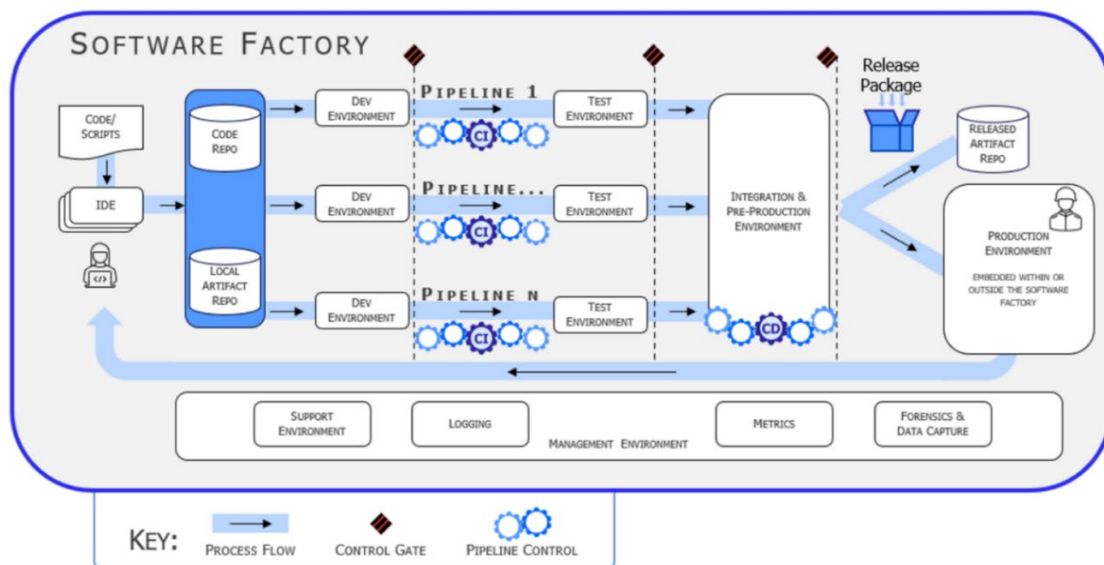 SOFTWARE FACTORY
CODE/
SCRIPTS
IDE
</>
CODE
REPO
LOCAL
ARTIFACT
REPO
DEV
ENVIRONMENT
PIPELINE 1
CI
TEST
ENVIRONMENT
DEV
ENVIRONMENT
PIPELINE...
CI
TEST
ENVIRONMENT
DEV
ENVIRONMENT
PIPELINE N
CI
TEST
ENVIRONMENT
INTEGRATION &
PRE-PRODUCTION
ENVIRONMENT
CD
Release
Package
RELEASED
ARTIFACT
REPO
PRODUCTION
ENVIRONMENT
EMBEDDED WITHIN OR
OUTSIDE THE SOFTWARE
FACTORY
SUPPORT
ENVIRONMENT
LOGGING
METRICS
FORENSICS &
DATA CAPTURE
MANAGEMENT ENVIRONMENT
KEY:
PROCESS FLOW
CONTROL GATE
PIPELINE CONTROL